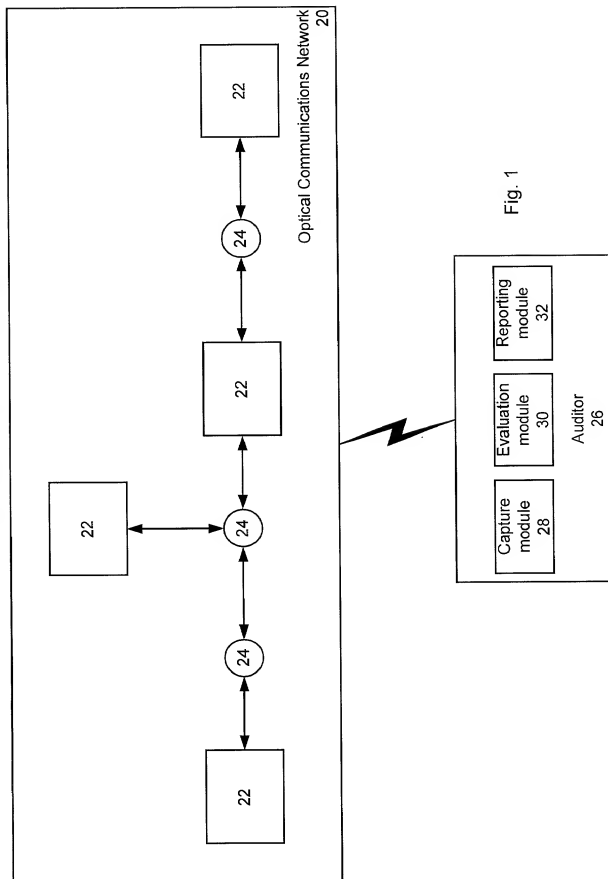 22
22
22
22
24
24
24
Optical Communications Network
20
Capture
module
28
Evaluation
module
30
Reporting
module
32
Auditor
26
Fig. 1